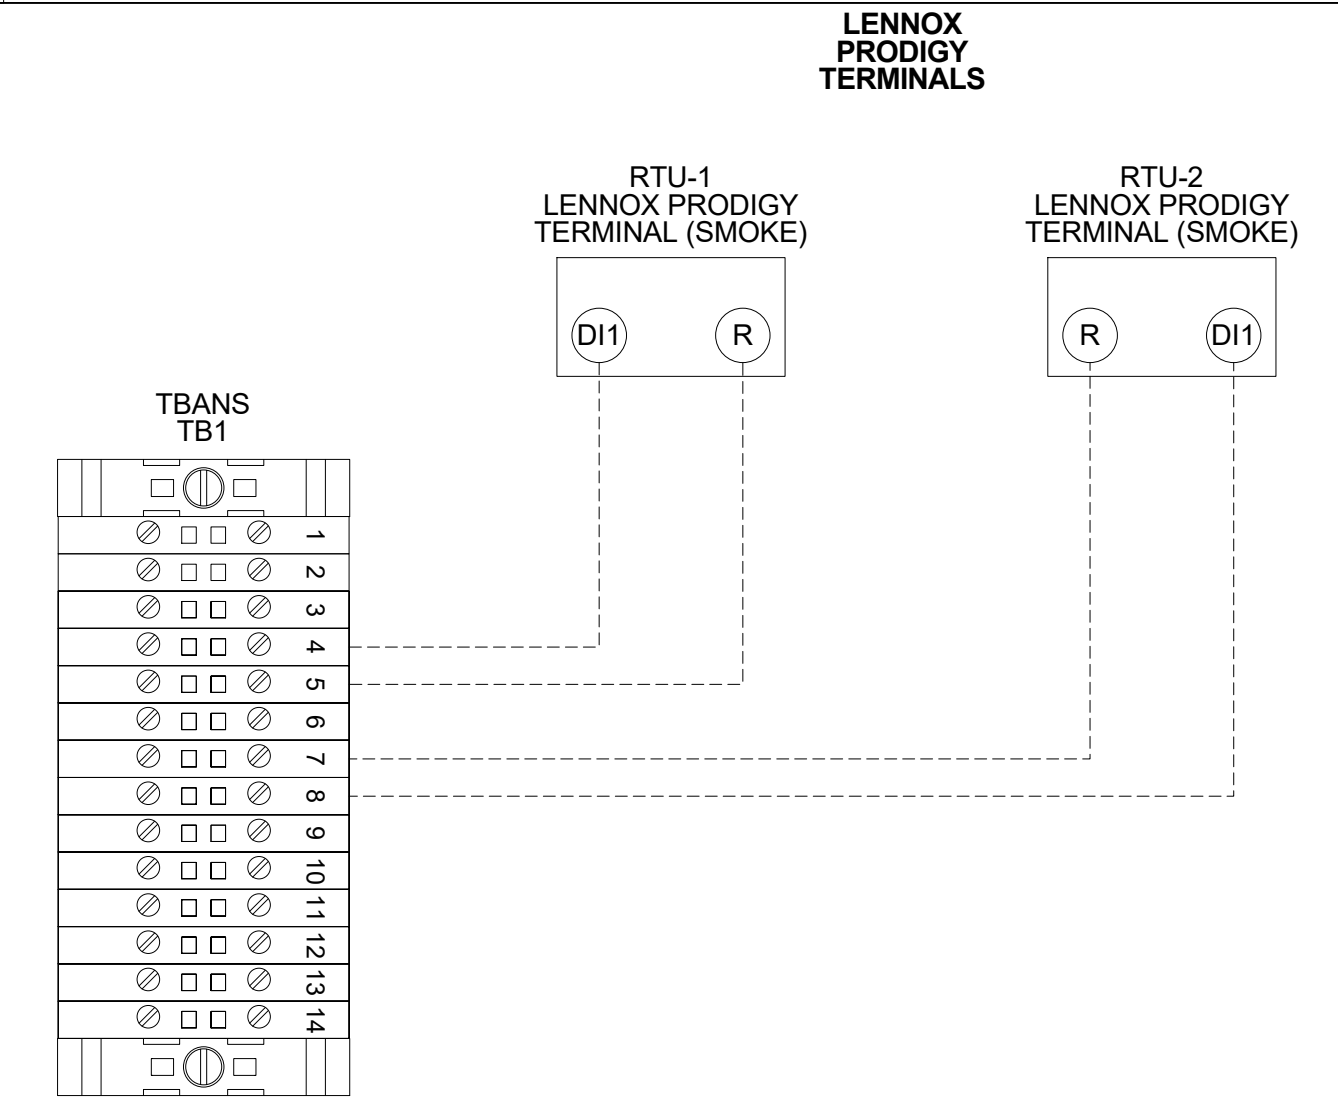 LENNOX
PRODIGY
TERMINALS
RTU-1
LENNOX PRODIGY
TERMINAL (SMOKE)
RTU-2
LENNOX PRODIGY
TERMINAL (SMOKE)
DI1
R
R
DI1
TBANS
TB1
1
2
3
4
5
6
7
8
9
10
11
12
13
14